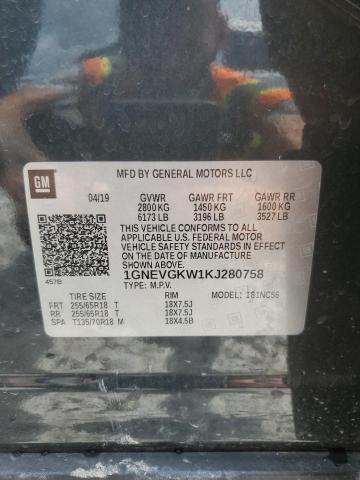 GM
MFD BY GENERAL MOTORS LLC
04/19 GVWR GAWR FRT GAWR RR
2800 KG 1450 KG 1600 KG
6173 LB 3196 LB 3527 LB
THIS VEHICLE CONFORMS TO ALL
APPLICABLE U.S. FEDERAL MOTOR
VEHICLE SAFETY STANDARDS IN EFFECT
ON THE DATE OF MANUFACTURE SHOWN ABOVE.
1GNEVGKW1KJ280758
457B TYPE: M.P.V. MODEL: 1B1NC56
TIRE SIZE RIM
FRT 255/65R18 T 18X7.5J
RR 255/65R18 T 18X7.5J
SPA T135/70R18 M 18X4.5B